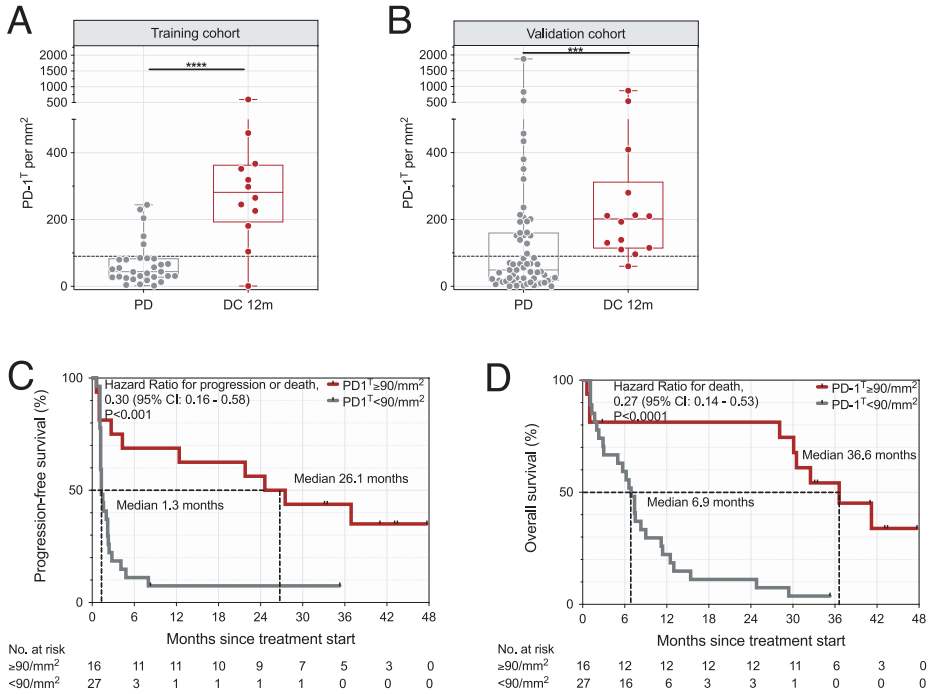 A
Training cohort
****
2000
1500
1000
500
400
200
0
PD-1ᵀ per mm²
PD DC 12m
B
Validation cohort
***
2000
1500
1000
500
400
200
0
PD-1ᵀ per mm²
PD DC 12m
C
Hazard Ratio for progression or death,
0.30 (95% CI: 0.16 - 0.58)
P<0.001
PD1ᵀ≥90/mm²
PD1ᵀ<90/mm²
Median 26.1 months
Median 1.3 months
100
50
0
Progression-free survival (%)
0 6 12 18 24 30 36 42 48
Months since treatment start
No. at risk
≥90/mm² 16 11 11 10 9 7 5 3 0
<90/mm² 27 3 1 1 1 1 0 0 0
D
Hazard Ratio for death,
0.27 (95% CI: 0.14 - 0.53)
P<0.0001
PD-1ᵀ≥90/mm²
PD-1ᵀ<90/mm²
Median 36,6 months
Median 6.9 months
100
50
0
Overall survival (%)
0 6 12 18 24 30 36 42 48
Months since treatment start
No. at risk
≥90/mm² 16 12 12 12 12 11 6 3 0
<90/mm² 27 16 6 3 3 1 0 0 0